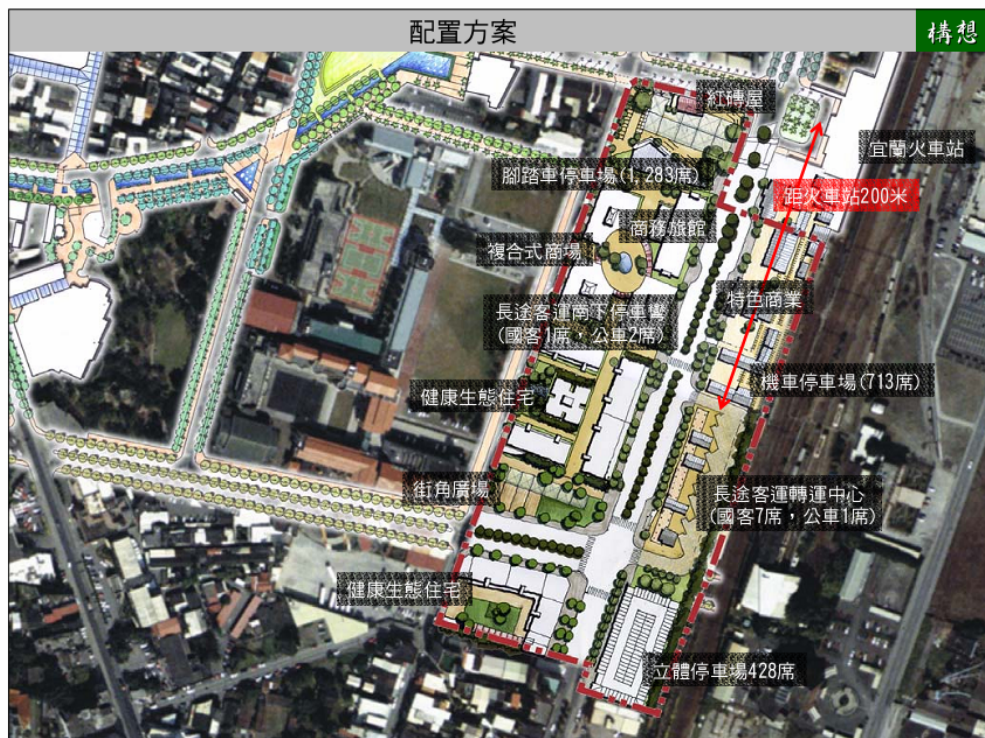 配置方案
構想
紅磚屋
宜蘭火車站
腳踏車停車場(1,283席)
距火車站200米
商務旅館
複合式商場
特色商業
長途客運南下停車彎
(國客1席，公車2席)
機車停車場(713席)
健康生態住宅
街角廣場
長途客運轉運中心
(國客7席，公車1席)
健康生態住宅
立體停車場428席